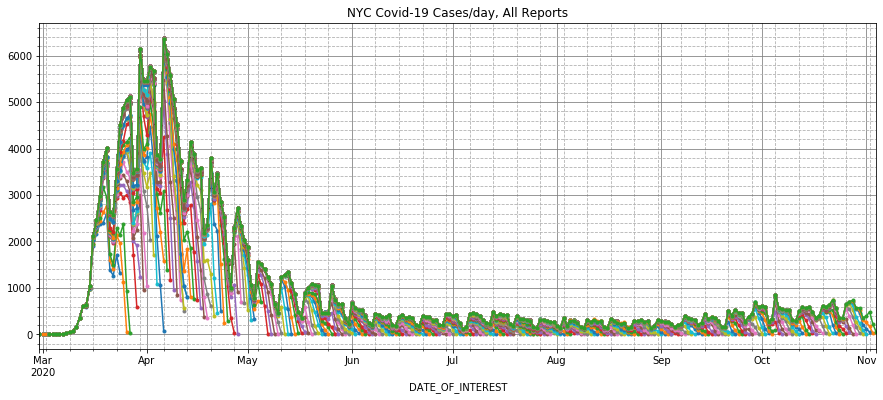 NYC Covid-19 Cases/day, All Reports
6000
5000
4000
3000
2000
1000
0
Mar Apr May Jun Jul Aug Sep Oct Nov
2020
DATE_OF_INTEREST